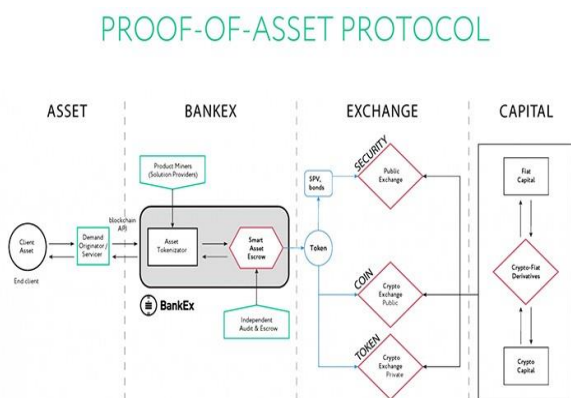 PROOF-OF-ASSET PROTOCOL
ASSET
BANKEX
EXCHANGE
CAPITAL
Product Miners
(Solution Providers)
SECURITY
SPV,
bonds
Public
Exchange
Fiat
Capital
blockchain
API
Client
Asset
Demand
Originator /
Servicer
Asset
Tokenizator
Smart
Asset
Escrow
Token
Crypto-Fiat
Derivatives
End client
BankEx
COIN
Crypto
Exchange
Public
Independent
Audit & Escrow
TOKEN
Crypto
Exchange
Private
Crypto
Capital